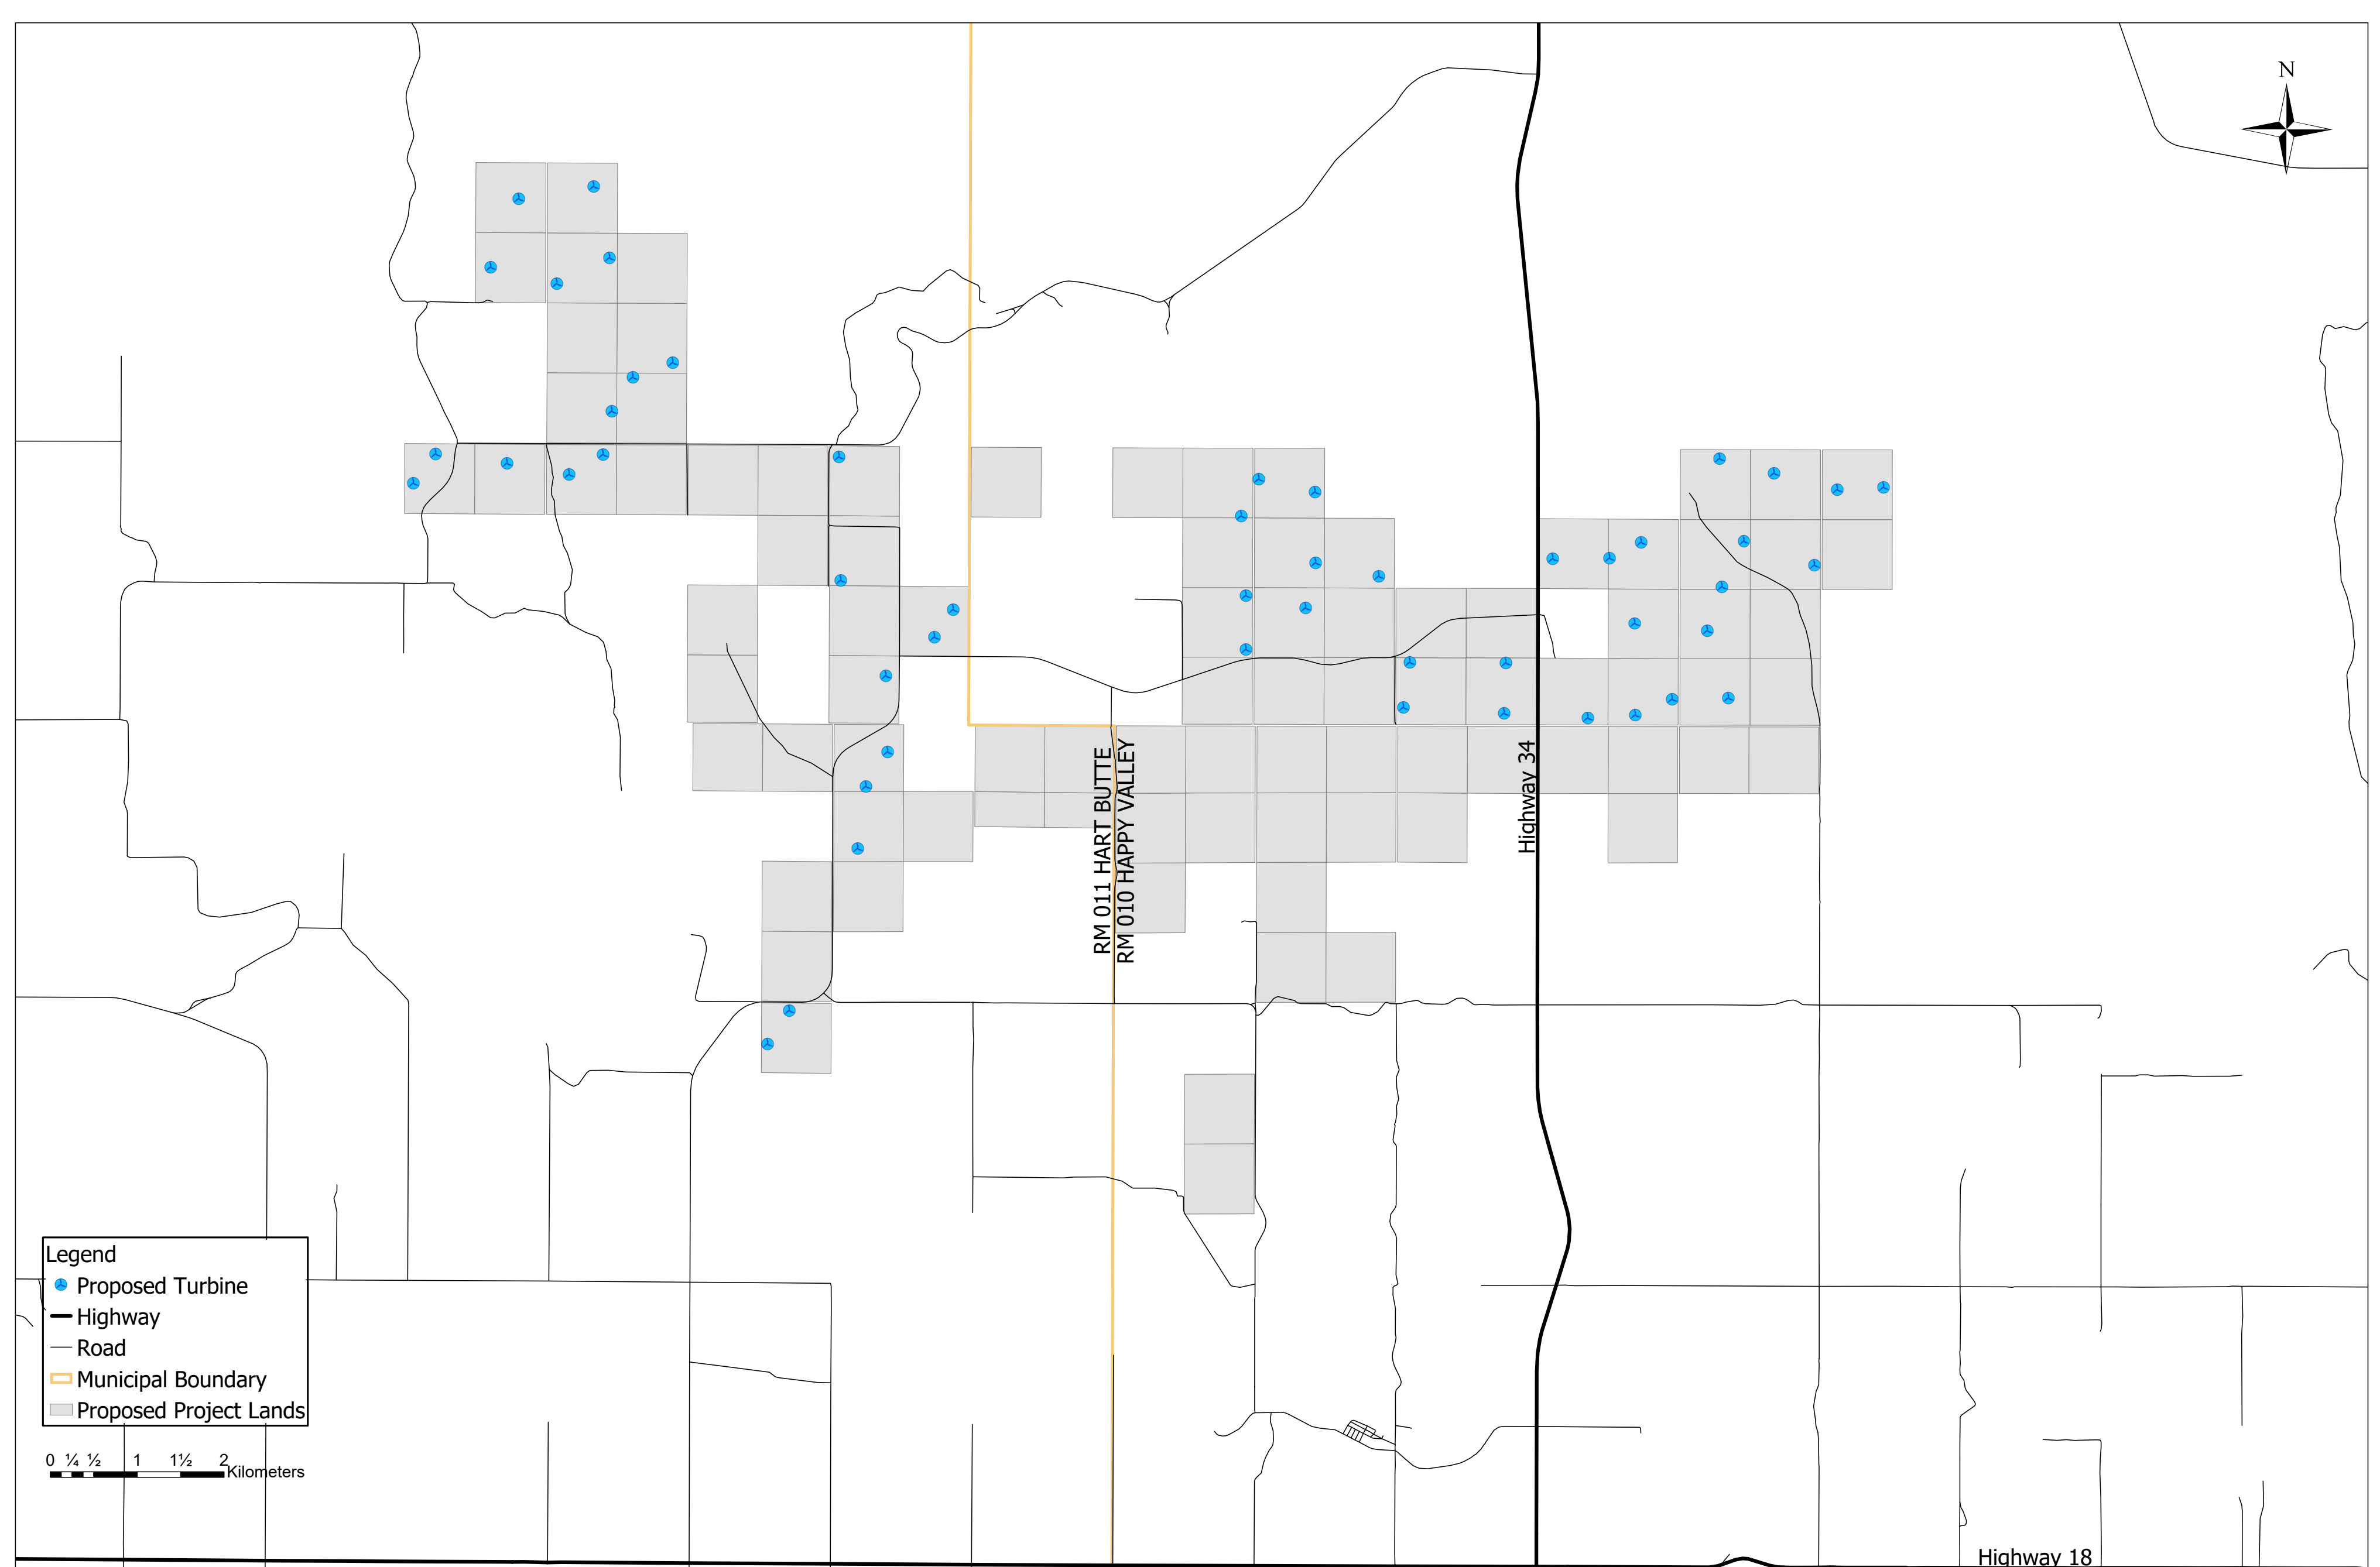 N
RM 011 HART BUTTE
RM 010 HAPPY VALLEY
Highway 34
Legend
Proposed Turbine
Highway
Road
Municipal Boundary
Proposed Project Lands
0 ¼ ½ 1 1½ 2
Kilometers
Highway 18